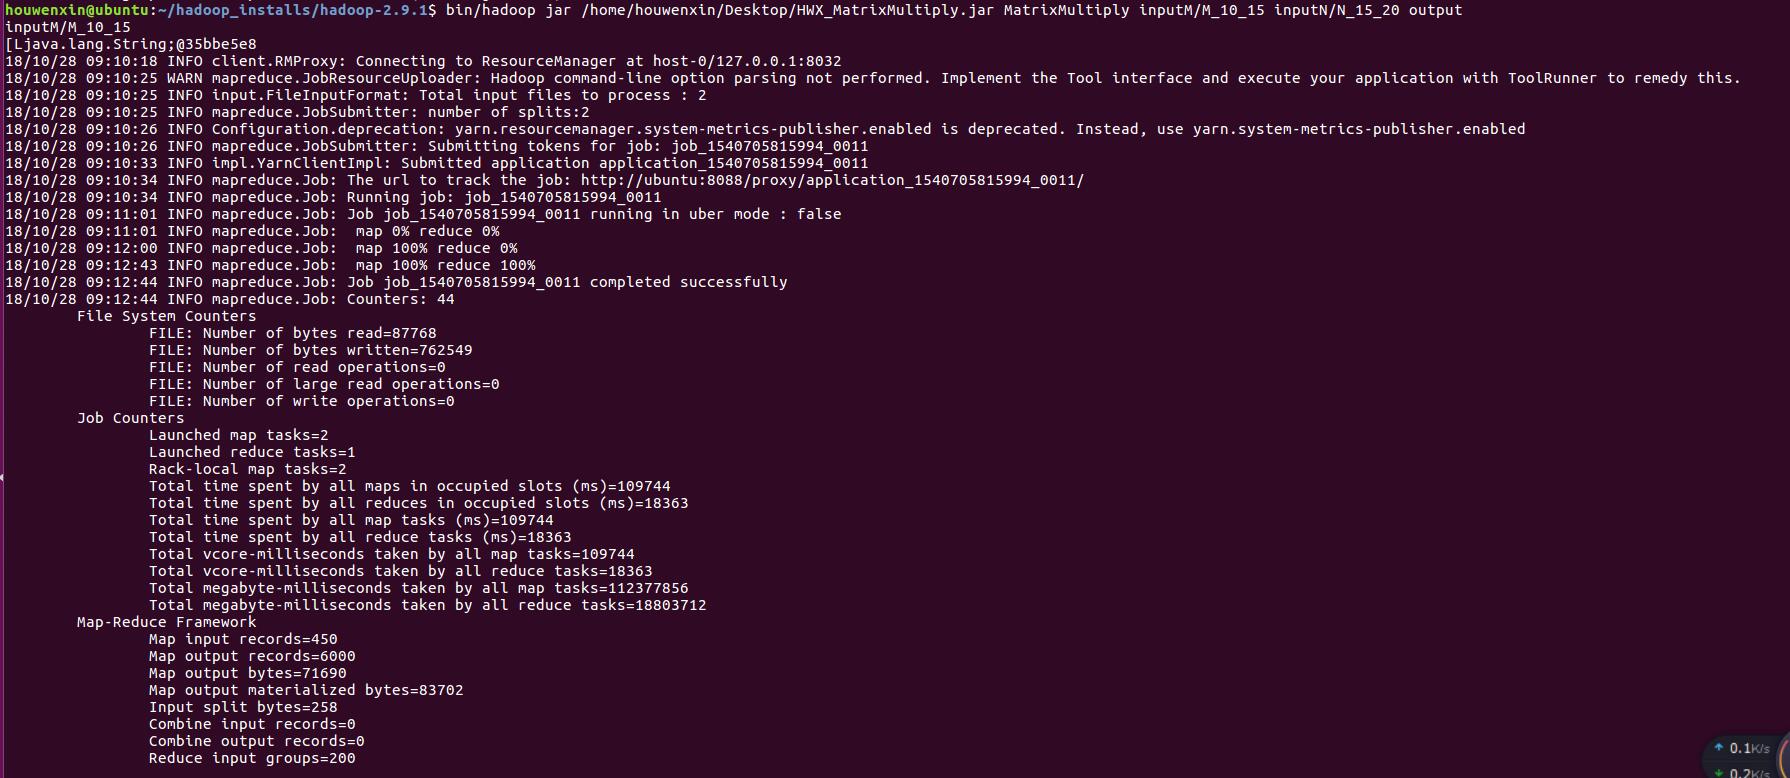 houwenxin@ubuntu:~/hadoop_installs/hadoop-2.9.1$ bin/hadoop jar /home/houwenxin/Desktop/HWX_MatrixMultiply.jar MatrixMultiply inputM/M_10_15 inputN/N_15_20 output
inputM/M_10_15
[Ljava.lang.String;@35bbe5e8
18/10/28 09:10:18 INFO client.RMProxy: Connecting to ResourceManager at host-0/127.0.0.1:8032
18/10/28 09:10:25 WARN mapreduce.JobResourceUploader: Hadoop command-line option parsing not performed. Implement the Tool interface and execute your application with ToolRunner to remedy this.
18/10/28 09:10:25 INFO input.FileInputFormat: Total input files to process : 2
18/10/28 09:10:25 INFO mapreduce.JobSubmitter: number of splits:2
18/10/28 09:10:26 INFO Configuration.deprecation: yarn.resourcemanager.system-metrics-publisher.enabled is deprecated. Instead, use yarn.system-metrics-publisher.enabled
18/10/28 09:10:26 INFO mapreduce.JobSubmitter: Submitting tokens for job: job_1540705815994_0011
18/10/28 09:10:33 INFO impl.YarnClientImpl: Submitted application application_1540705815994_0011
18/10/28 09:10:34 INFO mapreduce.Job: The url to track the job: http://ubuntu:8088/proxy/application_1540705815994_0011/
18/10/28 09:10:34 INFO mapreduce.Job: Running job: job_1540705815994_0011
18/10/28 09:11:01 INFO mapreduce.Job: Job job_1540705815994_0011 running in uber mode : false
18/10/28 09:11:01 INFO mapreduce.Job:  map 0% reduce 0%
18/10/28 09:12:00 INFO mapreduce.Job:  map 100% reduce 0%
18/10/28 09:12:43 INFO mapreduce.Job:  map 100% reduce 100%
18/10/28 09:12:44 INFO mapreduce.Job: Job job_1540705815994_0011 completed successfully
18/10/28 09:12:44 INFO mapreduce.Job: Counters: 44
File System Counters
FILE: Number of bytes read=87768
FILE: Number of bytes written=762549
FILE: Number of read operations=0
FILE: Number of large read operations=0
FILE: Number of write operations=0
Job Counters
Launched map tasks=2
Launched reduce tasks=1
Rack-local map tasks=2
Total time spent by all maps in occupied slots (ms)=109744
Total time spent by all reduces in occupied slots (ms)=18363
Total time spent by all map tasks (ms)=109744
Total time spent by all reduce tasks (ms)=18363
Total vcore-milliseconds taken by all map tasks=109744
Total vcore-milliseconds taken by all reduce tasks=18363
Total megabyte-milliseconds taken by all map tasks=112377856
Total megabyte-milliseconds taken by all reduce tasks=18803712
Map-Reduce Framework
Map input records=450
Map output records=6000
Map output bytes=71690
Map output materialized bytes=83702
Input split bytes=258
Combine input records=0
Combine output records=0
Reduce input groups=200
0.1K/s
0.2K/s